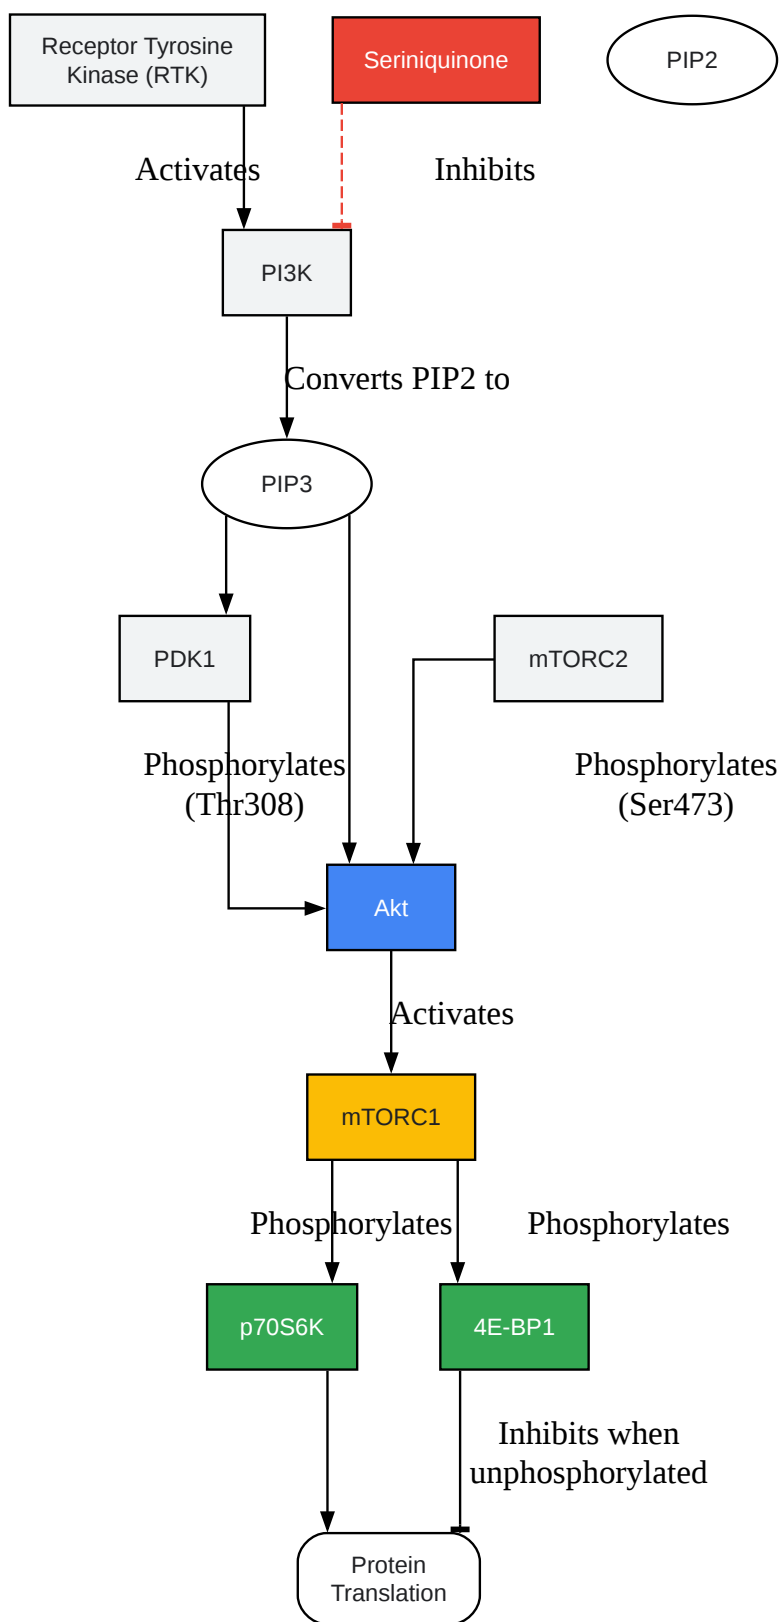 Receptor Tyrosine
Kinase (RTK)
Seriniquinone
PIP2
Activates
Inhibits
PI3K
Converts PIP2 to
PIP3
PDK1
mTORC2
Phosphorylates
(Thr308)
Phosphorylates
(Ser473)
Akt
Activates
mTORC1
Phosphorylates
Phosphorylates
p70S6K
4E-BP1
Inhibits when
unphosphorylated
Protein
Translation